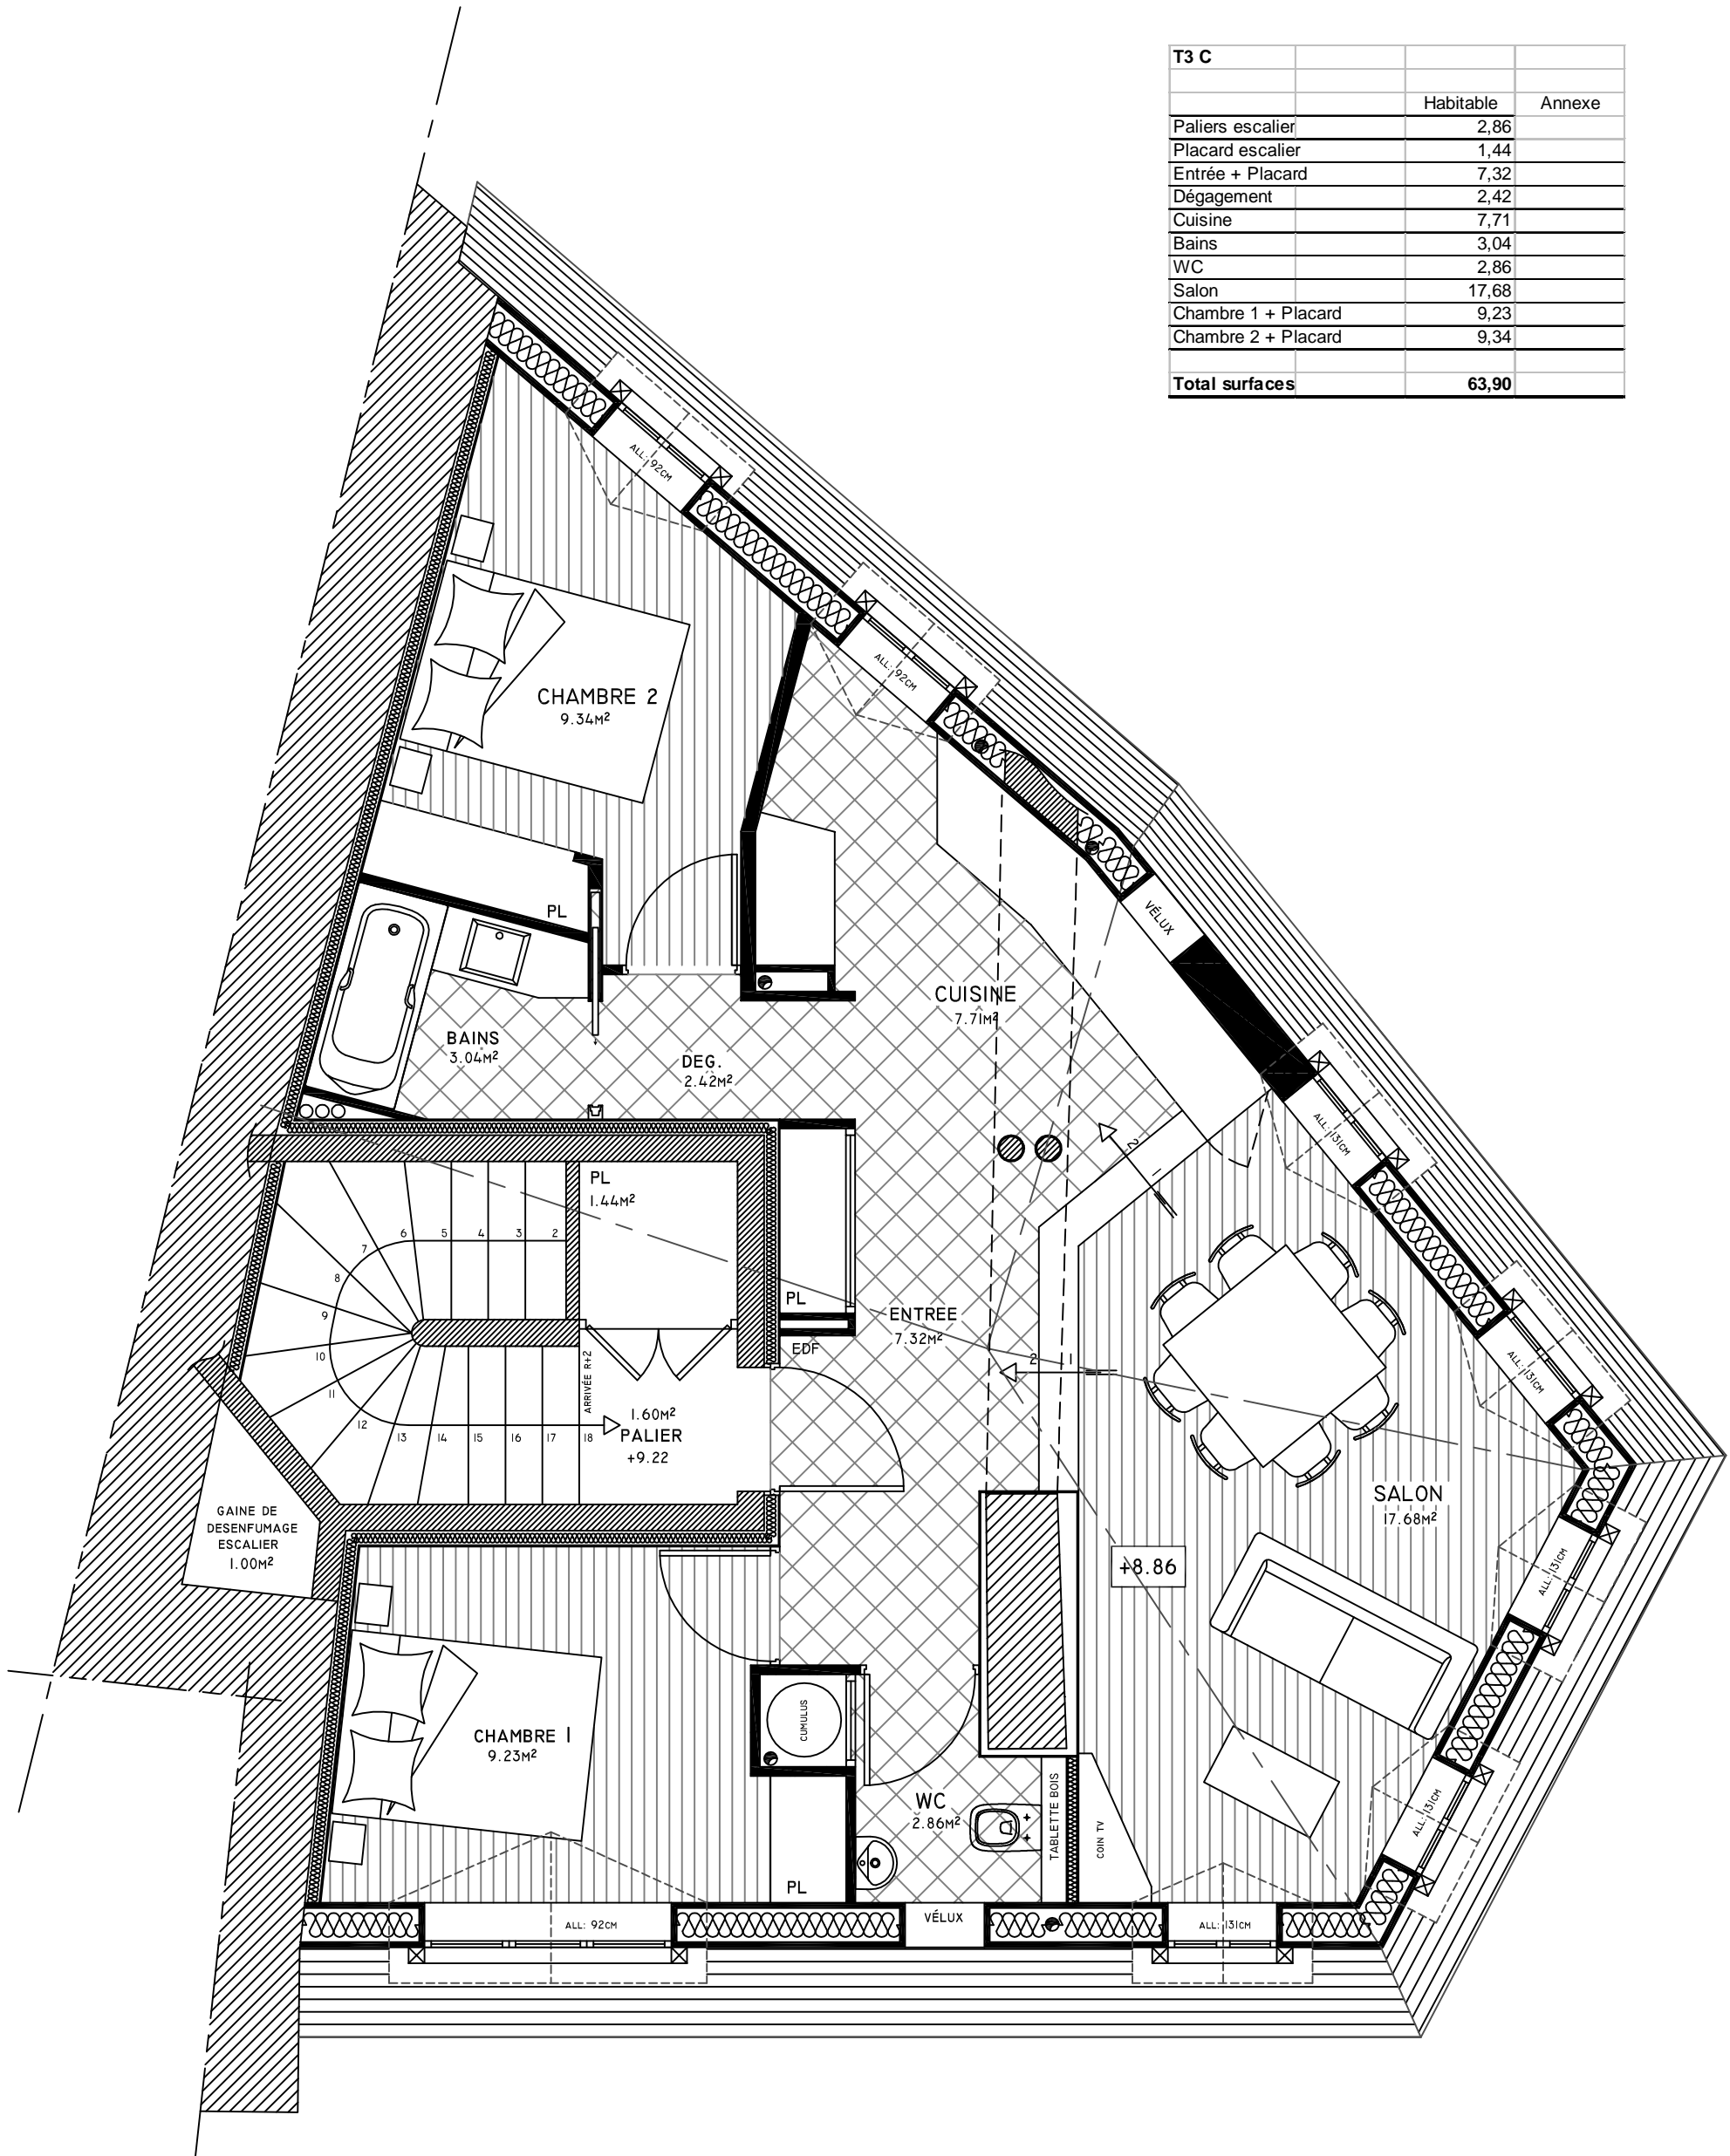 T3 C
Habitable Annexe
Paliers escalier 2,86
Placard escalier 1,44
Entrée + Placard 7,32
Dégagement 2,42
Cuisine 7,71
Bains 3,04
WC 2,86
Salon 17,68
Chambre 1 + Placard 9,23
Chambre 2 + Placard 9,34
Total surfaces 63,90
ALL: 92CM
ALL: 92CM
CHAMBRE 2
9.34M²
PL
VÉLUX
CUISINE
7.71M²
BAINS
3.04M²
DEG.
2.42M²
ALL: 131CM
2
1
PL
1.44M²
6
5
4
3
2
7
8
9
10
11
12
13
14
15
16
17
18
ARRIVÉE R+2
PL
EDF
ENTREE
7.32M²
2
1
ALL: 131CM
1.60M²
PALIER
+9.22
SALON
17.68M²
GAINE DE
DESENFUMAGE
ESCALIER
1.00M²
+8.86
ALL: 131CM
CUMULUS
CHAMBRE 1
9.23M²
WC
2.86M²
TABLETTE BOIS
COIN TV
ALL: 131CM
PL
ALL: 92CM
VÉLUX
ALL: 131CM